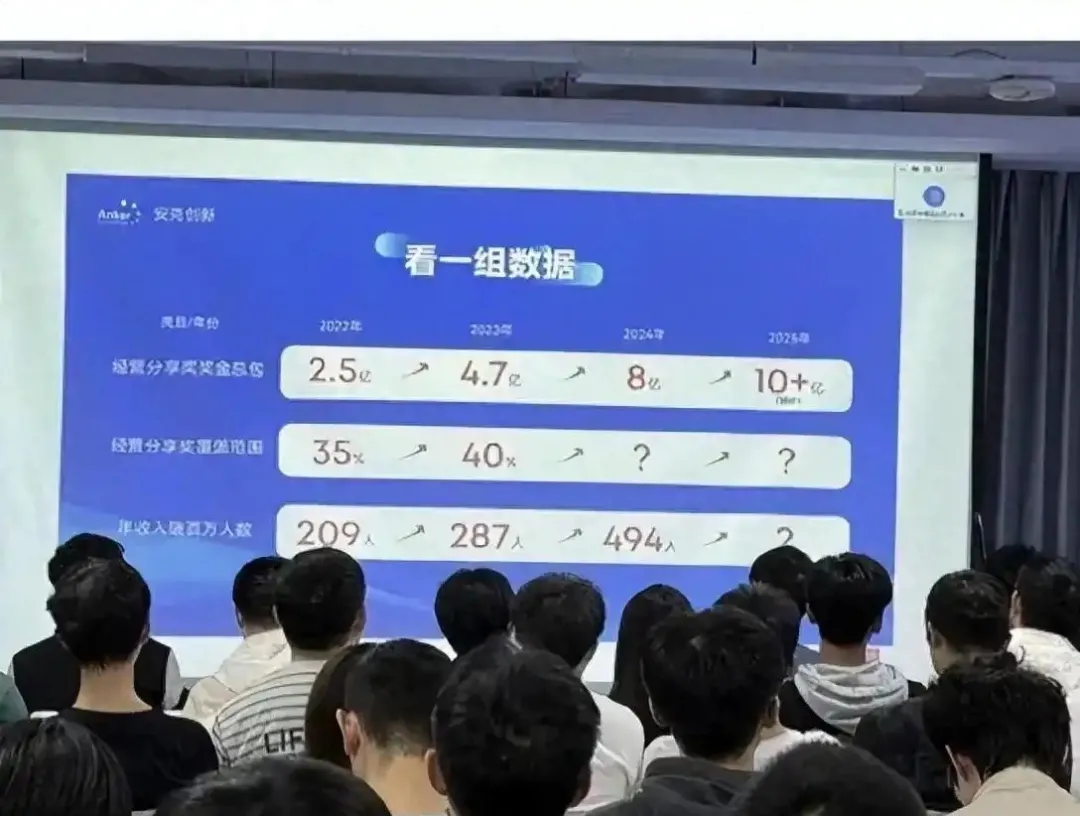 Anker 安克创新
看一组数据
类目/年份 2022年 2023年 2024年 2025年
经营分享奖奖金总包 2.5亿 4.7亿 8亿 10+亿
经营分享奖覆盖范围 35% 40% ? ?
年收入破百万人数 209人 287人 494人 ?
LIF